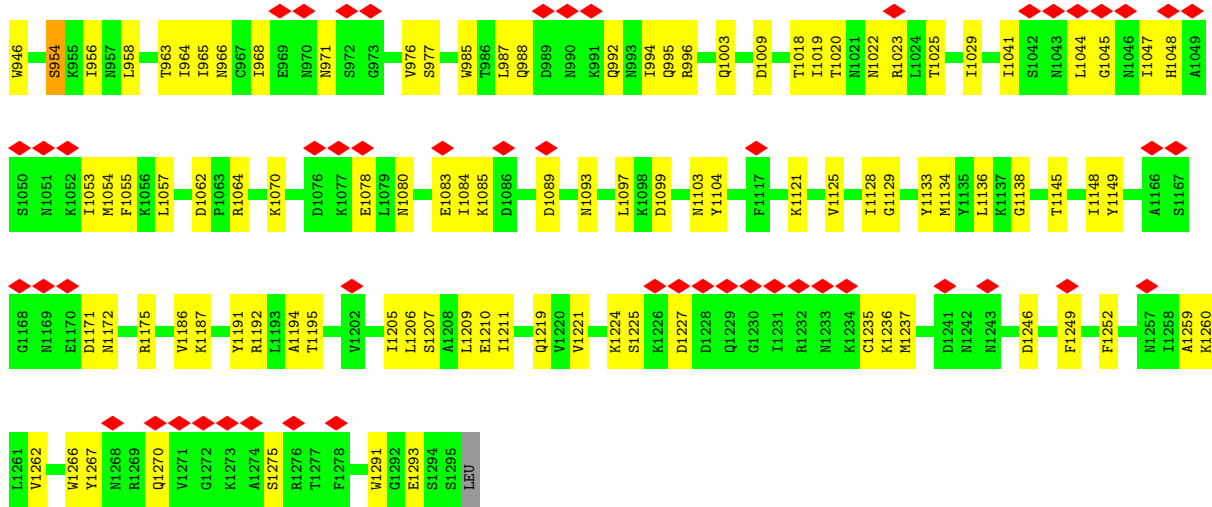 W946 S954 K955 I956 N957 L958 T963 I964 I965 N966 C967 I968 E969 N970 N971 S972 G973 V976 S977 W985 T986 L987 Q988 D989 N990 K991 Q992 N993 I994 Q995 R996 Q1003 D1009 T1018 I1019 T1020 N1021 N1022 R1023 L1024 T1025 I1029 I1041 S1042 N1043 L1044 G1045 N1046 I1047 H1048 A1049
S1050 N1051 K1052 I1053 M1054 F1055 K1056 L1057 D1062 P1063 R1064 K1070 D1076 K1077 E1078 L1079 N1080 E1083 I1084 K1085 D1086 D1089 N1093 L1097 K1098 D1099 N1103 Y1104 F1117 K1121 V1125 I1128 G1129 Y1133 M1134 Y1135 L1136 K1137 G1138 T1145 I1148 Y1149 A1166 S1167
G1168 N1169 E1170 D1171 N1172 R1175 V1186 K1187 Y1191 R1192 L1193 A1194 T1195 V1202 I1205 L1206 S1207 A1208 L1209 E1210 I1211 Q1219 V1220 V1221 K1224 S1225 K1226 D1227 D1228 Q1229 G1230 I1231 R1232 N1233 K1234 C1235 K1236 M1237 D1241 N1242 N1243 D1246 F1249 F1252 N1257 I1258 A1259 K1260
L1261 V1262 W1266 Y1267 N1268 R1269 Q1270 V1271 G1272 K1273 A1274 S1275 R1276 T1277 F1278 W1291 G1292 E1293 S1294 S1295 LEU